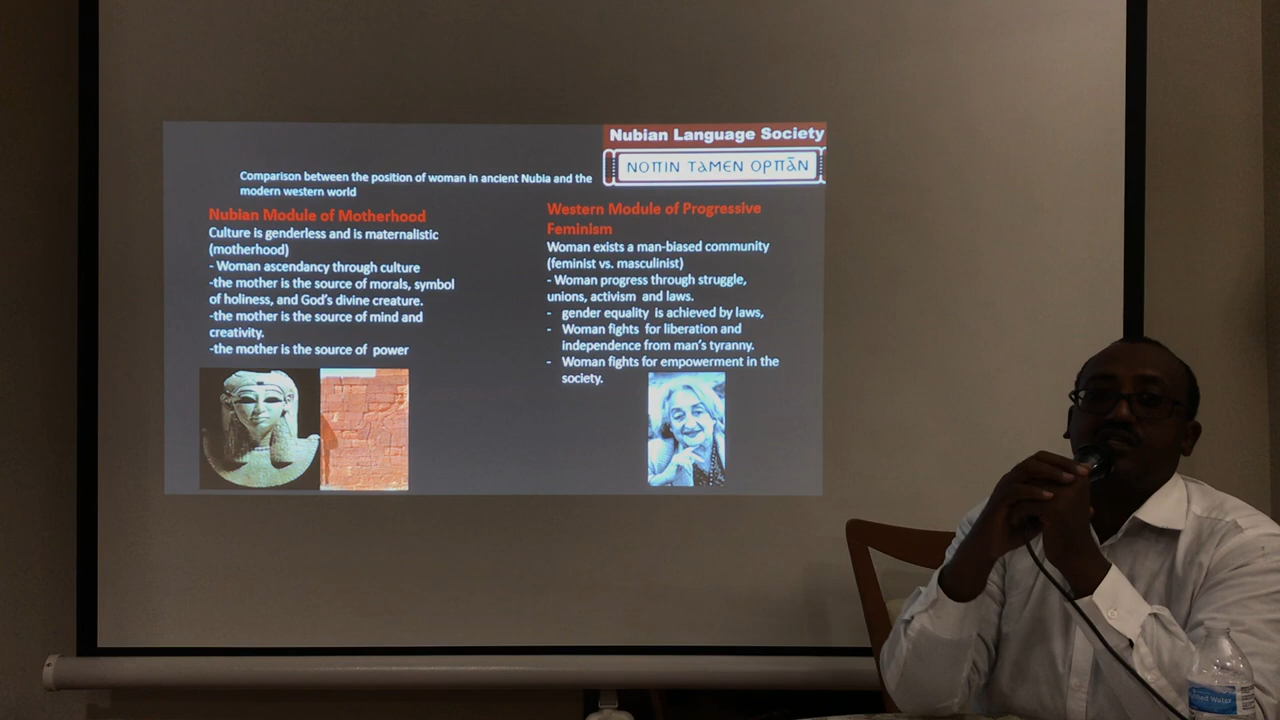 Nubian Language Society
ⲚⲞⲠⲒⲚ ⲦⲀⲘⲈⲚ ⲞⲢⲠⲀ̄Ⲛ
Comparison between the position of woman in ancient Nubia and the
modern western world
Nubian Module of Motherhood
Culture is genderless and is maternalistic
(motherhood)
- Woman ascendancy through culture
-the mother is the source of morals, symbol
of holiness, and God's divine creature.
-the mother is the source of mind and
creativity.
-the mother is the source of power
Western Module of Progressive
Feminism
Woman exists a man-biased community
(feminist vs. masculinist)
- Woman progress through struggle,
unions, activism and laws.
- gender equality is achieved by laws,
- Woman fights for liberation and
independence from man's tyranny.
- Woman fights for empowerment in the
society.
Water